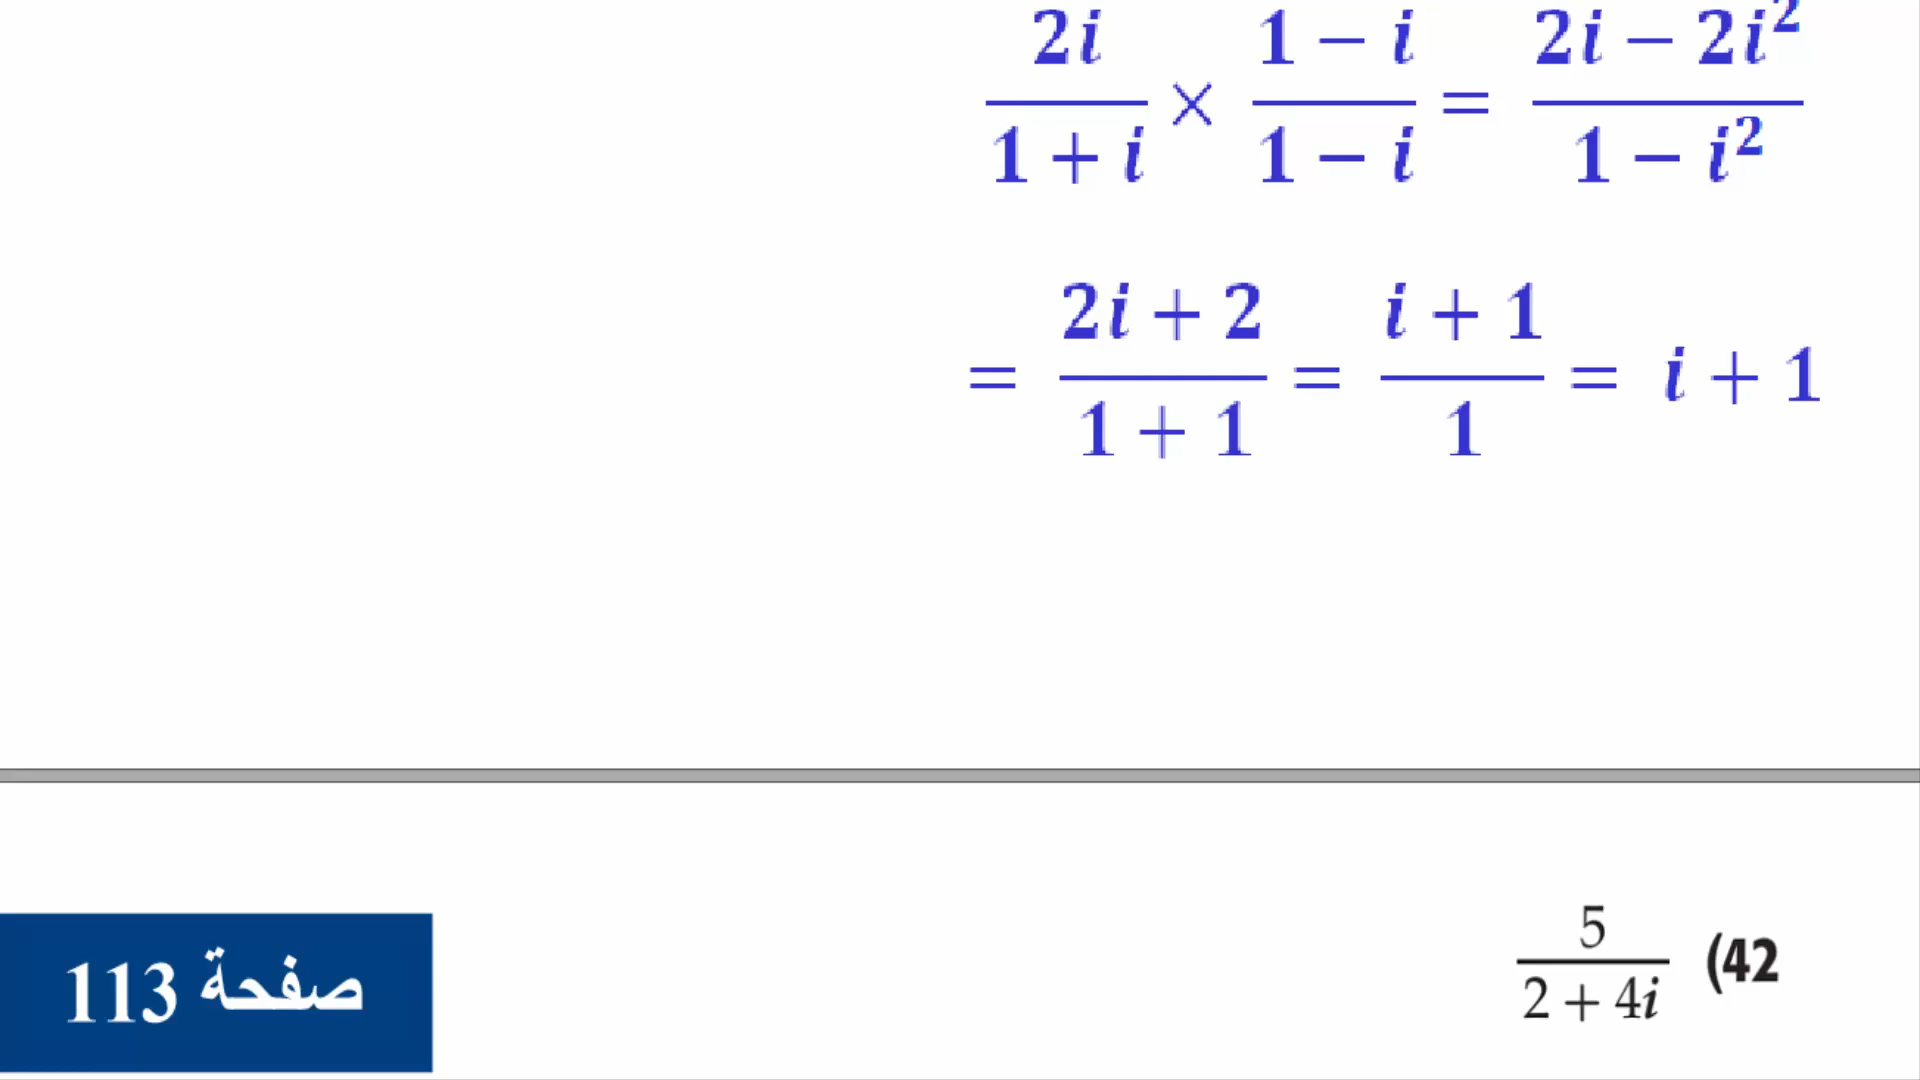 2i/(1 + i) × (1 − i)/(1 − i) = (2i − 2i²)/(1 − i²)
= (2i + 2)/(1 + 1) = (i + 1)/1 = i + 1
(42 5/(2 + 4i)
صفحة 113